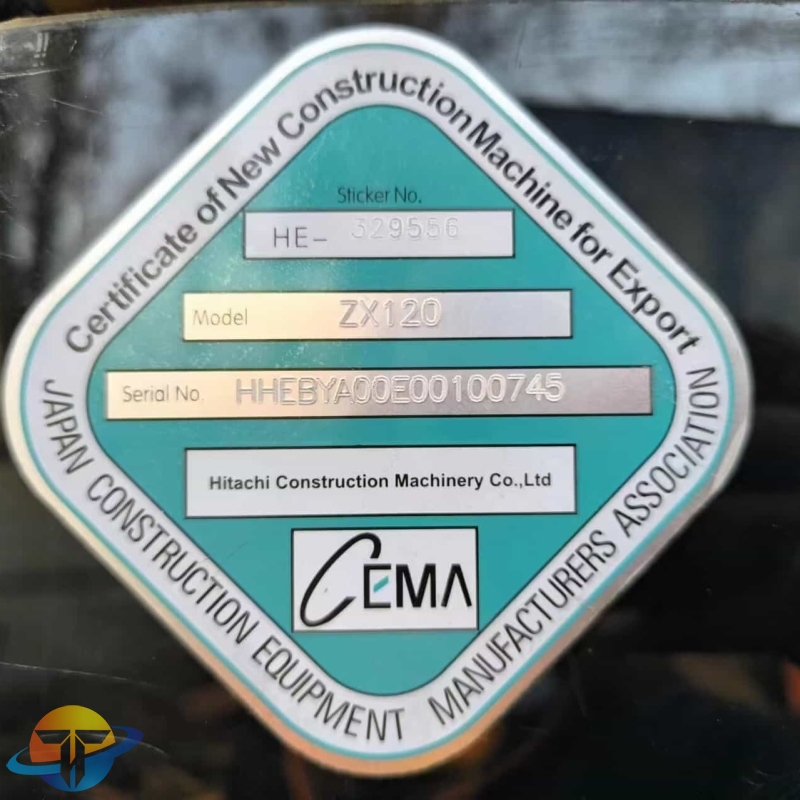 Certificate of New Construction Machine for Export
Sticker No.
HE- 329556
Model ZX120
Serial No HHEBYA00E00100745
Hitachi Construction Machinery Co.,Ltd
CEMA
JAPAN CONSTRUCTION EQUIPMENT MANUFACTURERS ASSOCIATION